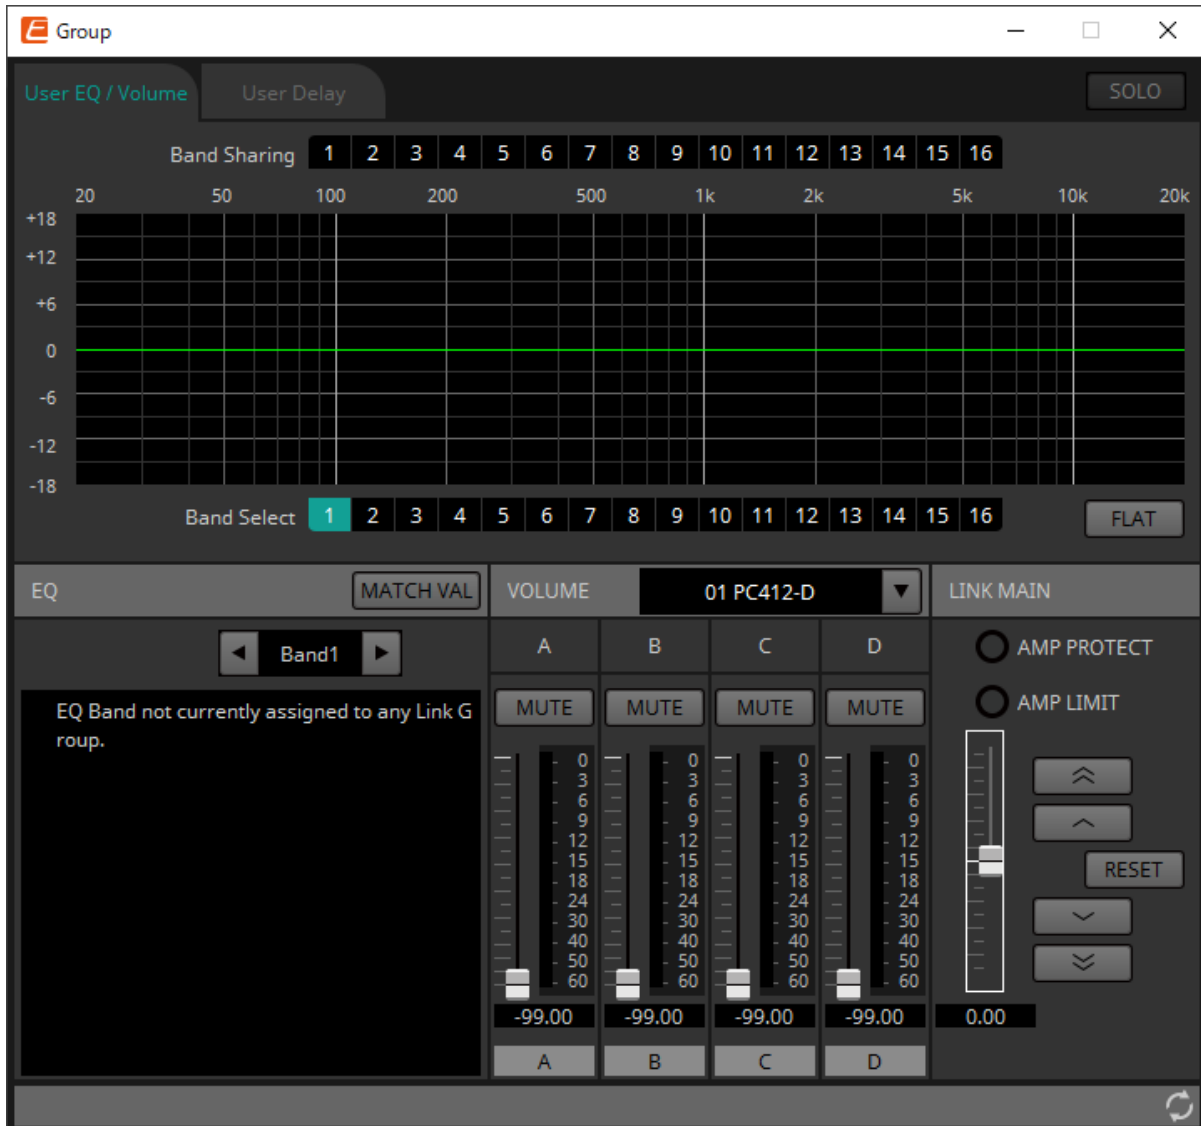 Group
User EQ / Volume User Delay SOLO
Band Sharing 1 2 3 4 5 6 7 8 9 10 11 12 13 14 15 16
20 50 100 200 500 1k 2k 5k 10k 20k
+18
+12
+6
0
-6
-12
-18
Band Select 1 2 3 4 5 6 7 8 9 10 11 12 13 14 15 16 FLAT
EQ MATCH VAL VOLUME 01 PC412-D LINK MAIN
Band1 A B C D AMP PROTECT
MUTE MUTE MUTE MUTE AMP LIMIT
EQ Band not currently assigned to any Link G
roup.
0 0 0 0
3 3 3 3
6 6 6 6
9 9 9 9
12 12 12 12
15 15 15 15 RESET
18 18 18 18
24 24 24 24
30 30 30 30
40 40 40 40
50 50 50 50
60 60 60 60
-99.00 -99.00 -99.00 -99.00 0.00
A B C D